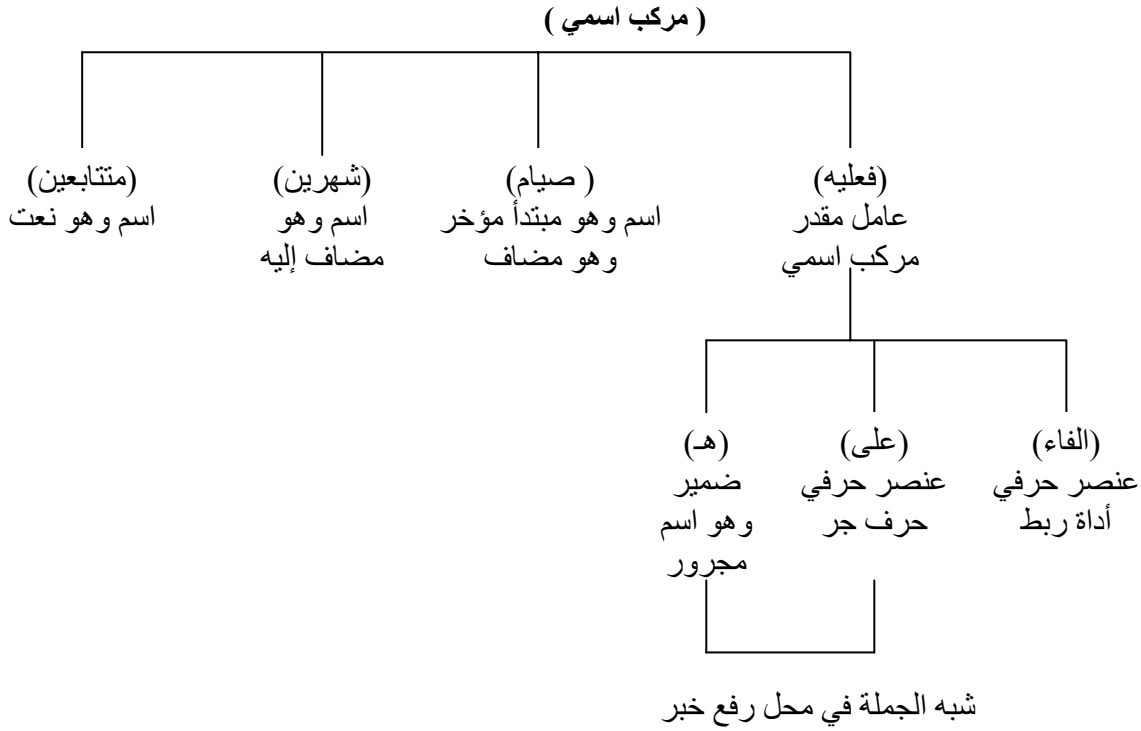 ( مركب اسمي )
(فعليه)
عامل مقدر
مركب اسمي
( صيام)
اسم وهو مبتدأ مؤخر
وهو مضاف
(شهرين)
اسم وهو
مضاف إليه
(متتابعين)
اسم وهو نعت
(الفاء)
عنصر حرفي
أداة ربط
(على)
عنصر حرفي
حرف جر
(هـ)
ضمير
وهو اسم
مجرور
شبه الجملة في محل رفع خبر